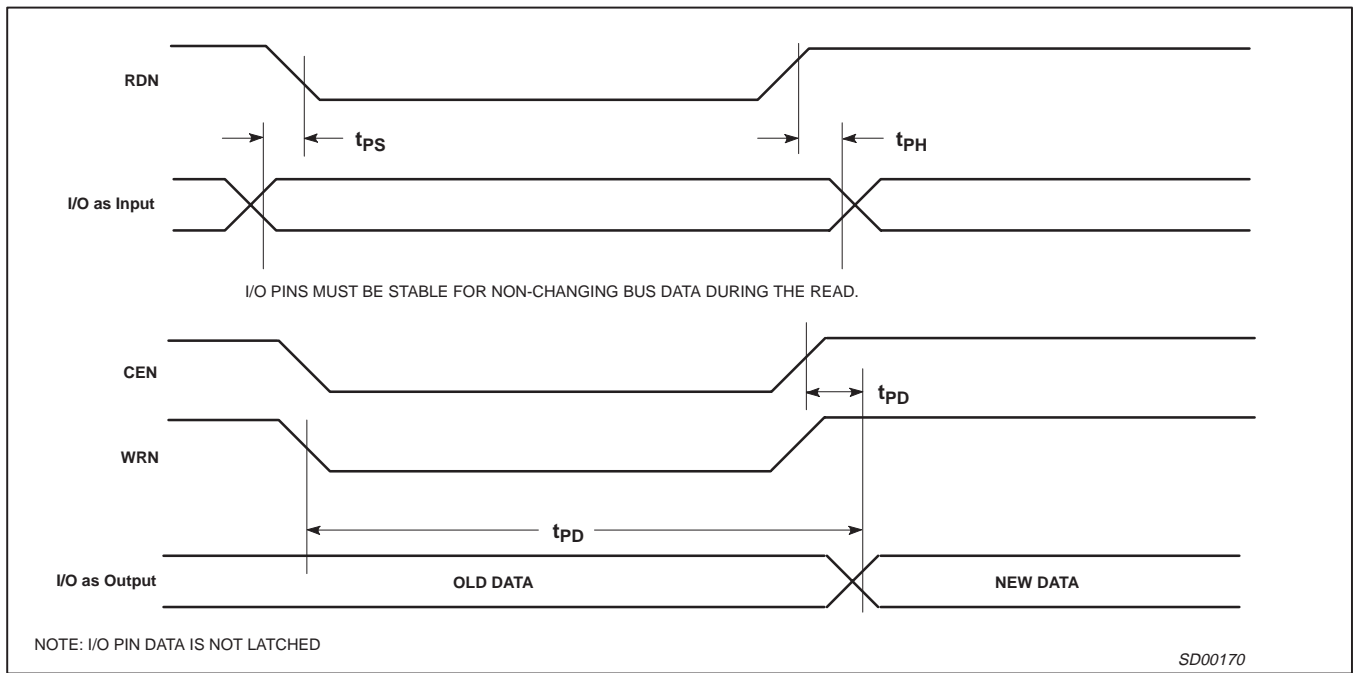 RDN
tPS
tPH
I/O as Input
I/O PINS MUST BE STABLE FOR NON-CHANGING BUS DATA DURING THE READ.
CEN
tPD
WRN
tPD
I/O as Output
OLD DATA
NEW DATA
NOTE: I/O PIN DATA IS NOT LATCHED
SD00170